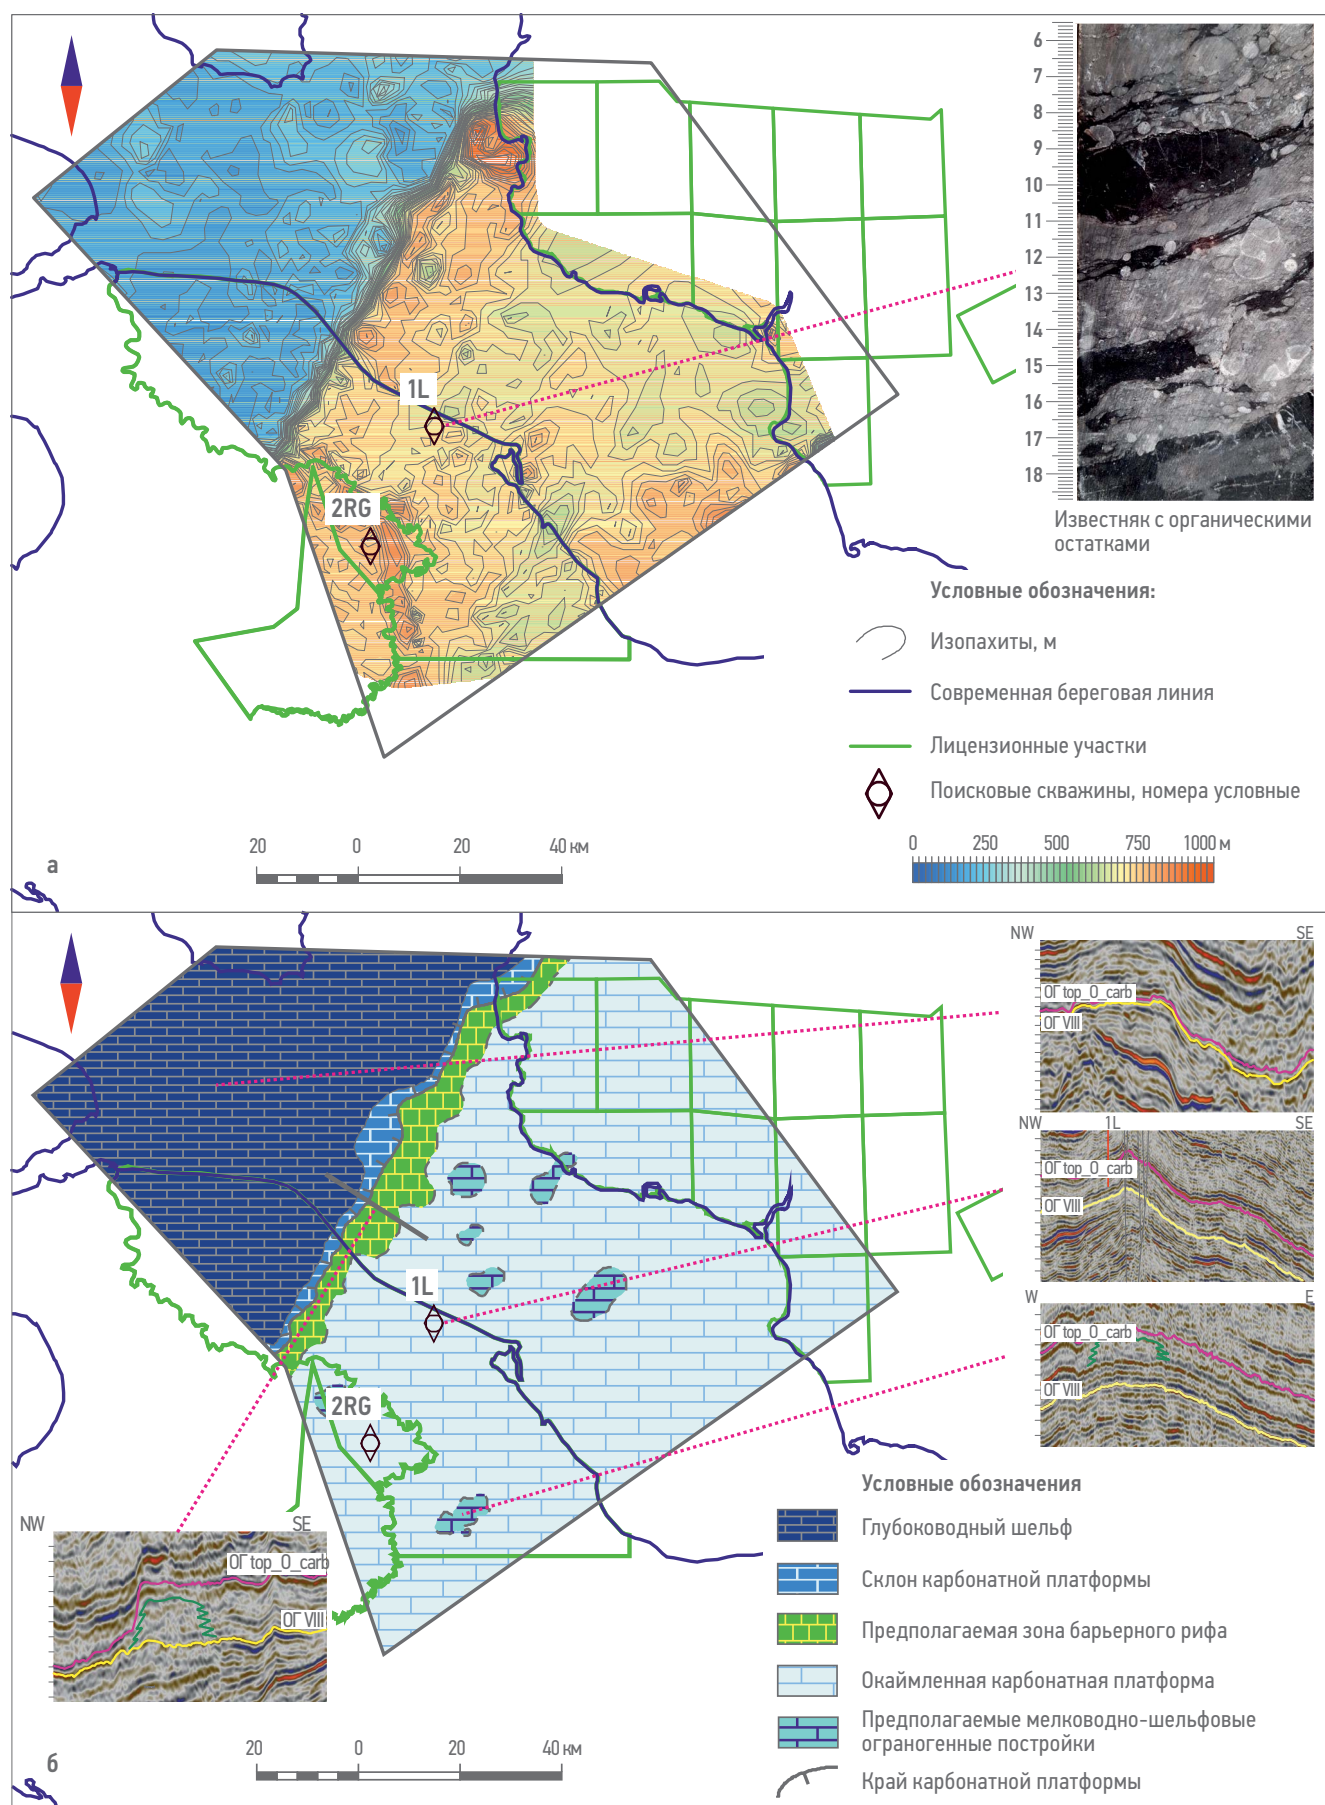 6
7
8
9
10
11
12
13
14
15
16
17
18
1L
2RG
Известняк с органическими
остатками
Условные обозначения:
Изопахиты, м
Современная береговая линия
Лицензионные участки
Поисковые скважины, номера условные
20 0 20 40 км
0 250 500 750 1000 м
а
NW SE
ОГ top_O_carb
ОГ VIII
NW 1L SE
ОГ top_O_carb
ОГ VIII
W E
ОГ top_O_carb
ОГ VIII
1L
2RG
NW SE
ОГ top_O_carb
ОГ VIII
Условные обозначения
Глубоководный шельф
Склон карбонатной платформы
Предполагаемая зона барьерного рифа
Окаймленная карбонатная платформа
Предполагаемые мелководно-шельфовые
ограногенные постройки
Край карбонатной платформы
20 0 20 40 км
б